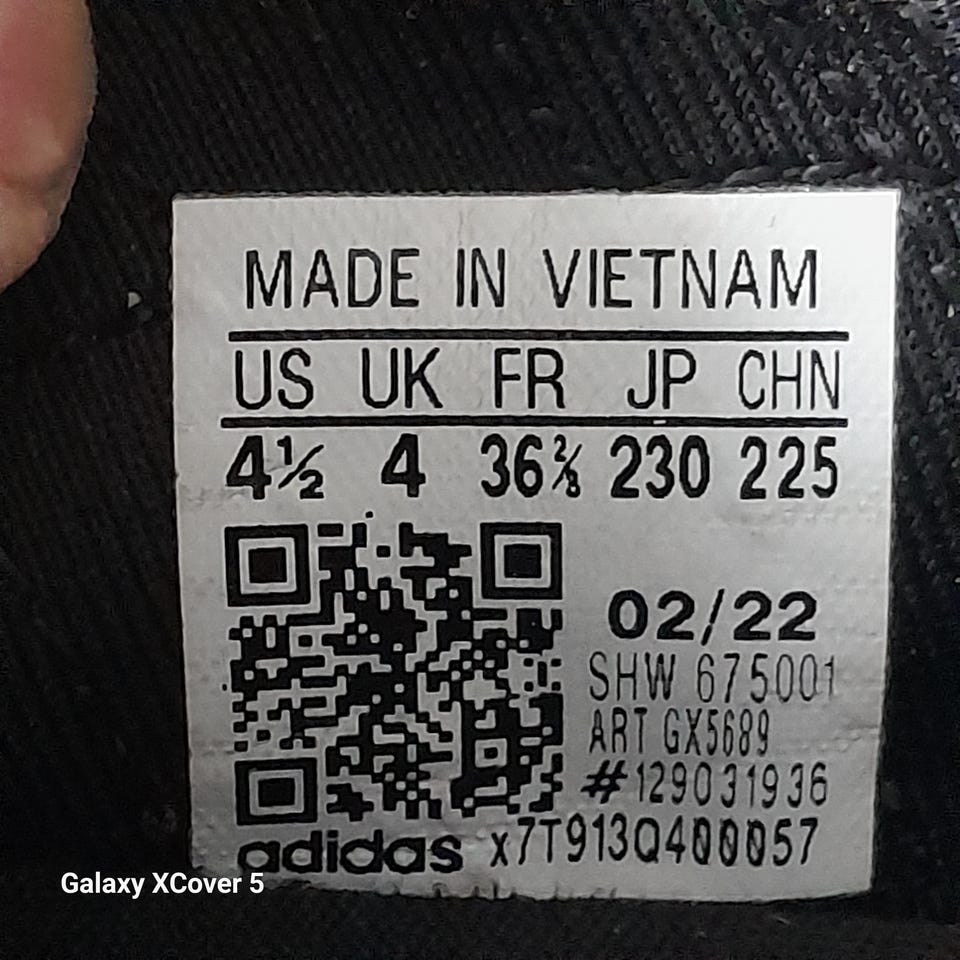 MADE IN VIETNAM
US UK FR JP CHN
4½ 4 36⅔ 230 225
02/22
SHW 675001
ART GX5689
# 129031936
adidas x7T913Q400057
Galaxy XCover 5